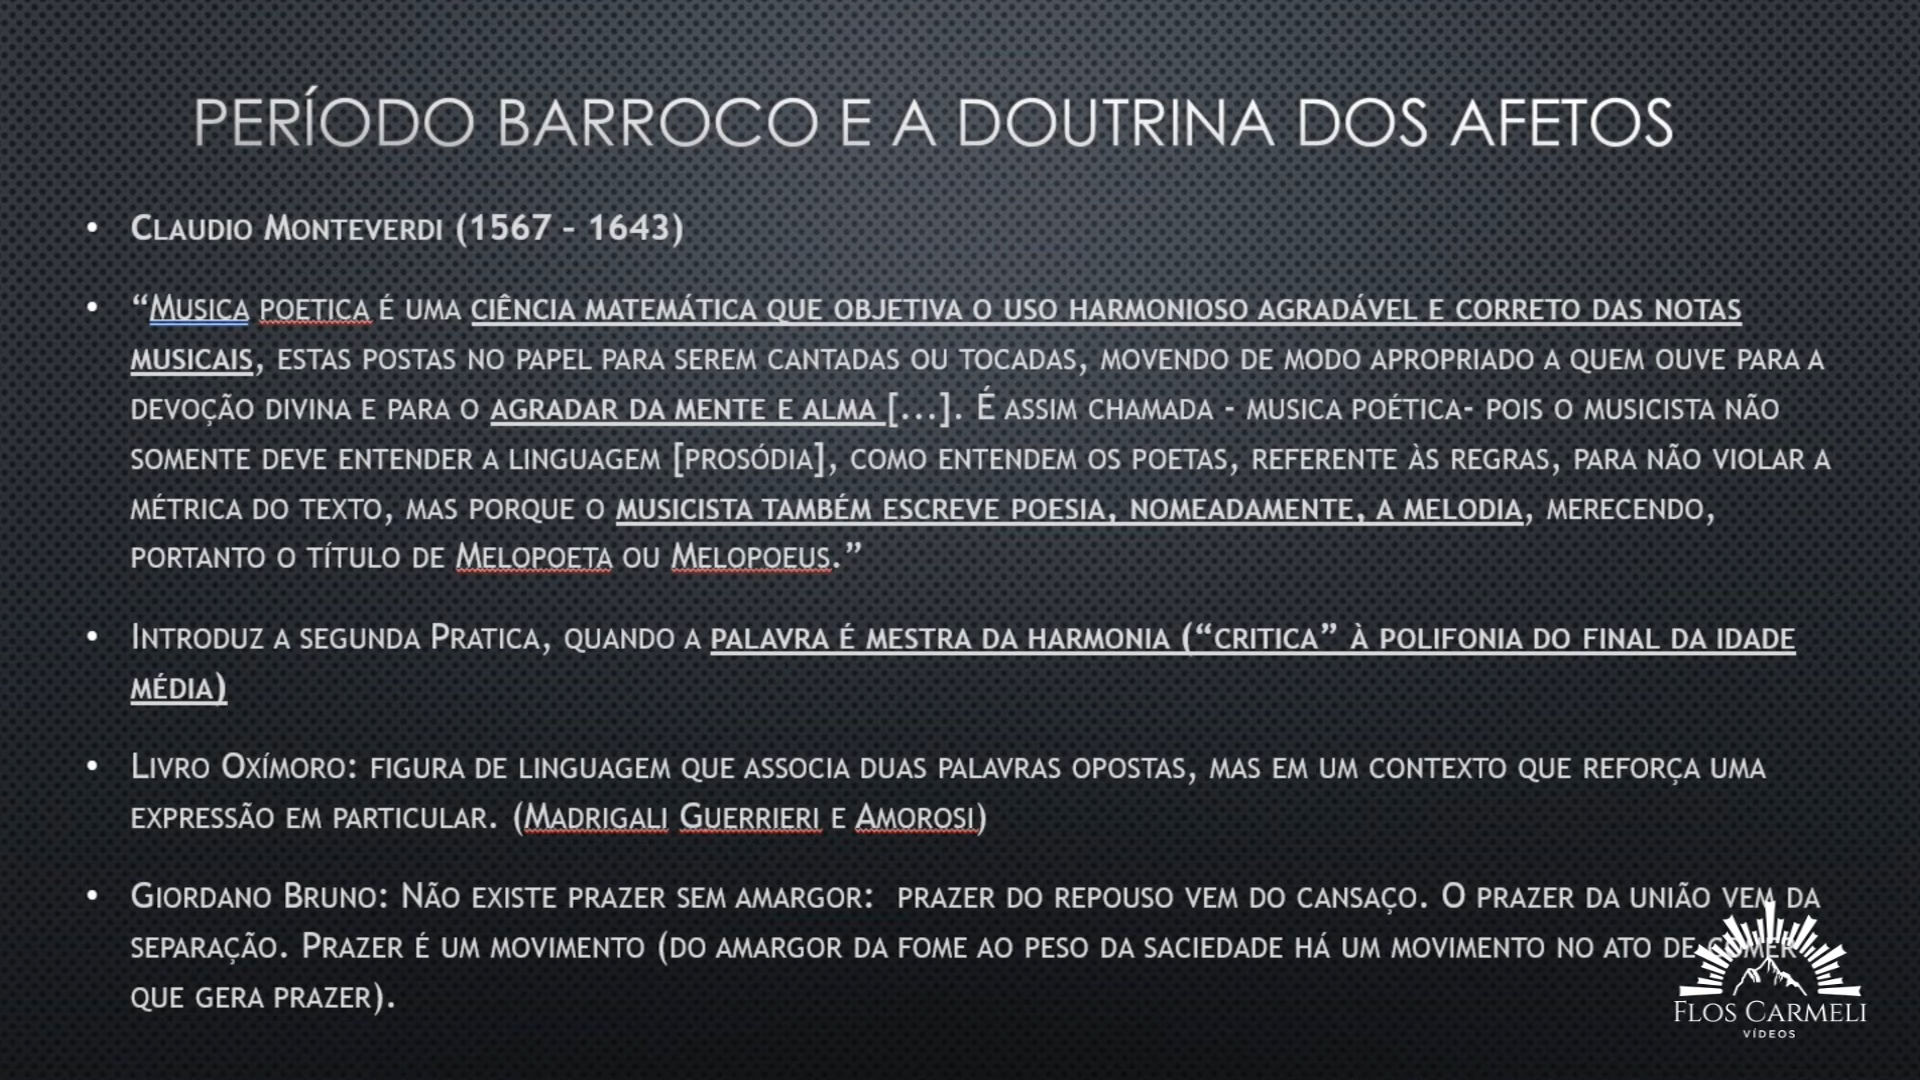 PERÍODO BARROCO E A DOUTRINA DOS AFETOS
• CLAUDIO MONTEVERDI (1567 - 1643)
• “MUSICA POETICA É UMA CIÊNCIA MATEMÁTICA QUE OBJETIVA O USO HARMONIOSO AGRADÁVEL E CORRETO DAS NOTAS
MUSICAIS, ESTAS POSTAS NO PAPEL PARA SEREM CANTADAS OU TOCADAS, MOVENDO DE MODO APROPRIADO A QUEM OUVE PARA A
DEVOÇÃO DIVINA E PARA O AGRADAR DA MENTE E ALMA [...]. É ASSIM CHAMADA - MUSICA POÉTICA- POIS O MUSICISTA NÃO
SOMENTE DEVE ENTENDER A LINGUAGEM [PROSÓDIA], COMO ENTENDEM OS POETAS, REFERENTE ÀS REGRAS, PARA NÃO VIOLAR A
MÉTRICA DO TEXTO, MAS PORQUE O MUSICISTA TAMBÉM ESCREVE POESIA, NOMEADAMENTE, A MELODIA, MERECENDO,
PORTANTO O TÍTULO DE MELOPOETA OU MELOPOEUS.”
• INTRODUZ A SEGUNDA PRATICA, QUANDO A PALAVRA É MESTRA DA HARMONIA (“CRITICA” À POLIFONIA DO FINAL DA IDADE
MÉDIA)
• LIVRO OXÍMORO: FIGURA DE LINGUAGEM QUE ASSOCIA DUAS PALAVRAS OPOSTAS, MAS EM UM CONTEXTO QUE REFORÇA UMA
EXPRESSÃO EM PARTICULAR. (MADRIGALI GUERRIERI E AMOROSI)
• GIORDANO BRUNO: NÃO EXISTE PRAZER SEM AMARGOR: PRAZER DO REPOUSO VEM DO CANSAÇO. O PRAZER DA UNIÃO VEM DA
SEPARAÇÃO. PRAZER É UM MOVIMENTO (DO AMARGOR DA FOME AO PESO DA SACIEDADE HÁ UM MOVIMENTO NO ATO DE COMER
QUE GERA PRAZER).
FLOS CARMELI
VÍDEOS